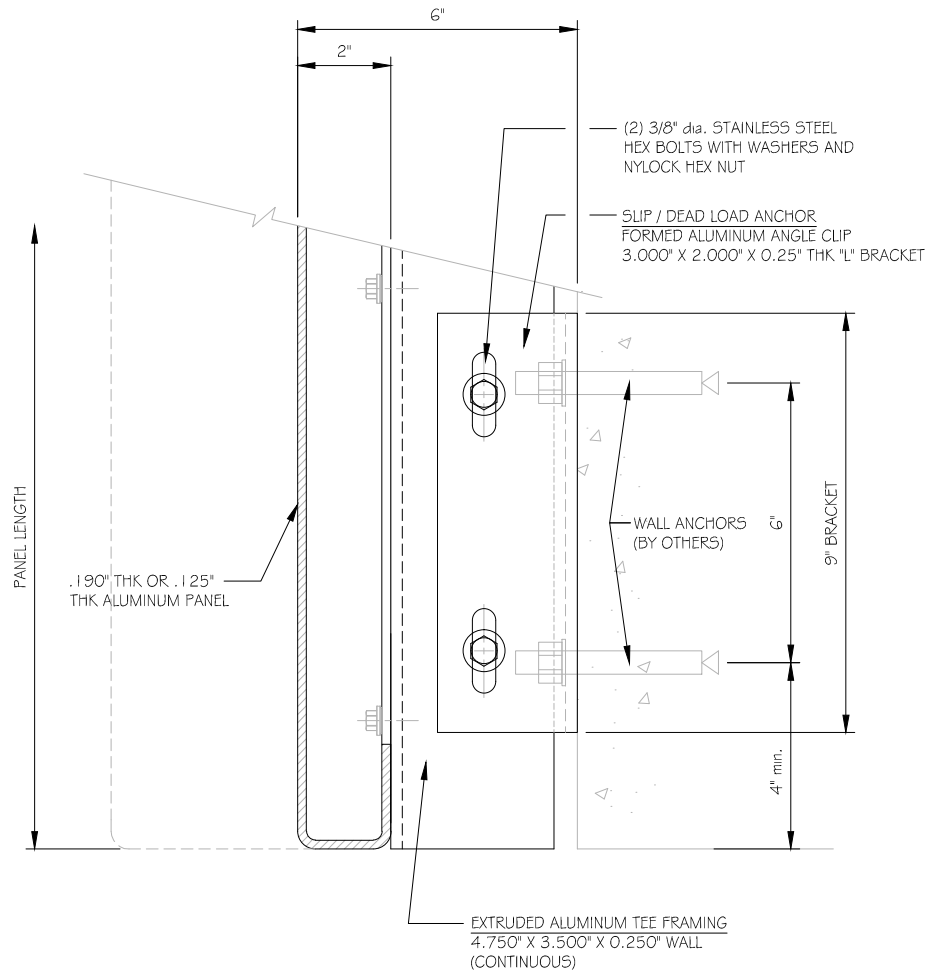 6"
2"
(2) 3/8" dia. STAINLESS STEEL
HEX BOLTS WITH WASHERS AND
NYLOCK HEX NUT
SLIP / DEAD LOAD ANCHOR
FORMED ALUMINUM ANGLE CLIP
3.000" X 2.000" X 0.25" THK "L" BRACKET
PANEL LENGTH
.190" THK OR .125"
THK ALUMINUM PANEL
WALL ANCHORS
(BY OTHERS)
6"
9" BRACKET
4" min.
EXTRUDED ALUMINUM TEE FRAMING
4.750" X 3.500" X 0.250" WALL
(CONTINUOUS)